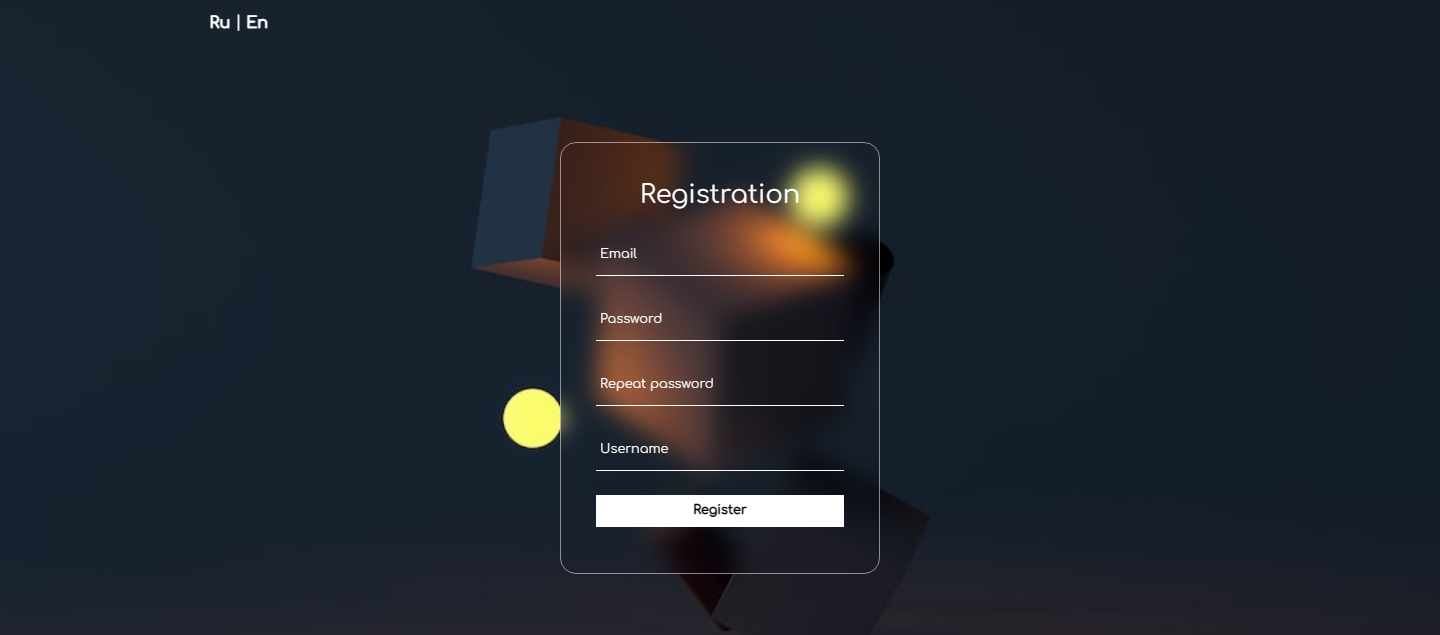 Ru | En
Registration
Email
Password
Repeat password
Username
Register